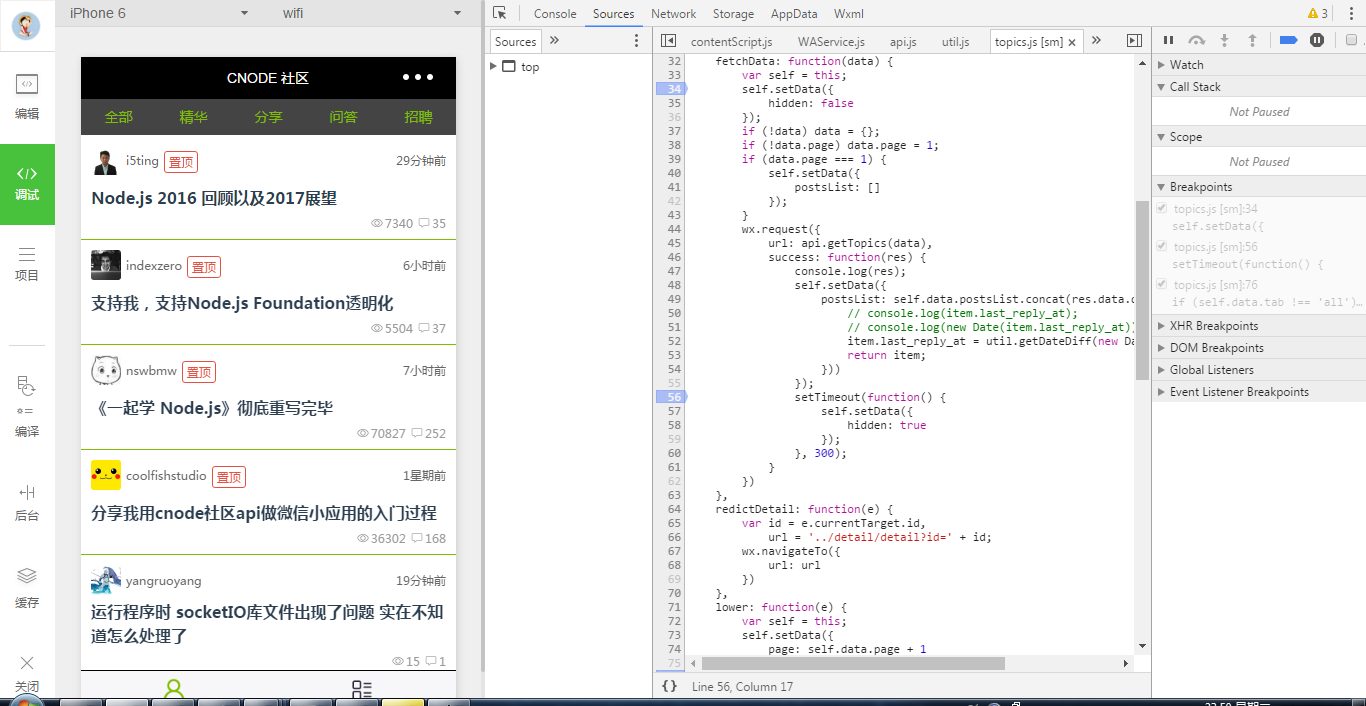 iPhone 6
wifi
编辑
调试
项目
编译
后台
缓存
关闭
CNODE 社区
全部 精华 分享 问答 招聘
i5ting 置顶 29分钟前
Node.js 2016 回顾以及2017展望
7340 35
indexzero 置顶 6小时前
支持我，支持Node.js Foundation透明化
5504 37
nswbmw 置顶 7小时前
《一起学 Node.js》彻底重写完毕
70827 252
coolfishstudio 置顶 1星期前
分享我用cnode社区api做微信小应用的入门过程
36302 168
yangruoyang 19分钟前
运行程序时 socketIO库文件出现了问题 实在不知
道怎么处理了
15 1
Console Sources Network Storage AppData Wxml 3
Sources »
top
contentScript.js WAService.js api.js util.js topics.js [sm] × »
32 fetchData: function(data) {
33 var self = this;
34 self.setData({
35 hidden: false
36 });
37 if (!data) data = {};
38 if (!data.page) data.page = 1;
39 if (data.page === 1) {
40 self.setData({
41 postsList: []
42 });
43 }
44 wx.request({
45 url: api.getTopics(data),
46 success: function(res) {
47 console.log(res);
48 self.setData({
49 postsList: self.data.postsList.concat(res.data.
50 // console.log(item.last_reply_at);
51 // console.log(new Date(item.last_reply_at)
52 item.last_reply_at = util.getDateDiff(new Da
53 return item;
54 }))
55 });
56 setTimeout(function() {
57 self.setData({
58 hidden: true
59 });
60 }, 300);
61 }
62 })
63 },
64 redictDetail: function(e) {
65 var id = e.currentTarget.id,
66 url = '../detail/detail?id=' + id;
67 wx.navigateTo({
68 url: url
69 })
70 },
71 lower: function(e) {
72 var self = this;
73 self.setData({
74 page: self.data.page + 1
75
{} Line 56, Column 17
Watch
Call Stack
Not Paused
Scope
Not Paused
Breakpoints
topics.js [sm]:34
self.setData({
topics.js [sm]:56
setTimeout(function() {
topics.js [sm]:76
if (self.data.tab !== 'all')…
XHR Breakpoints
DOM Breakpoints
Global Listeners
Event Listener Breakpoints